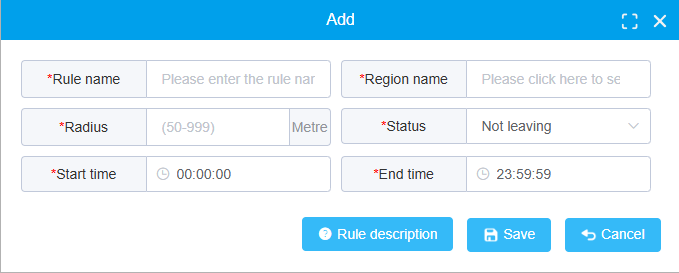 Add
*Rule name Please enter the rule nar *Region name Please click here to se
*Radius (50-999) Metre *Status Not leaving
*Start time 00:00:00 *End time 23:59:59
Rule description Save Cancel